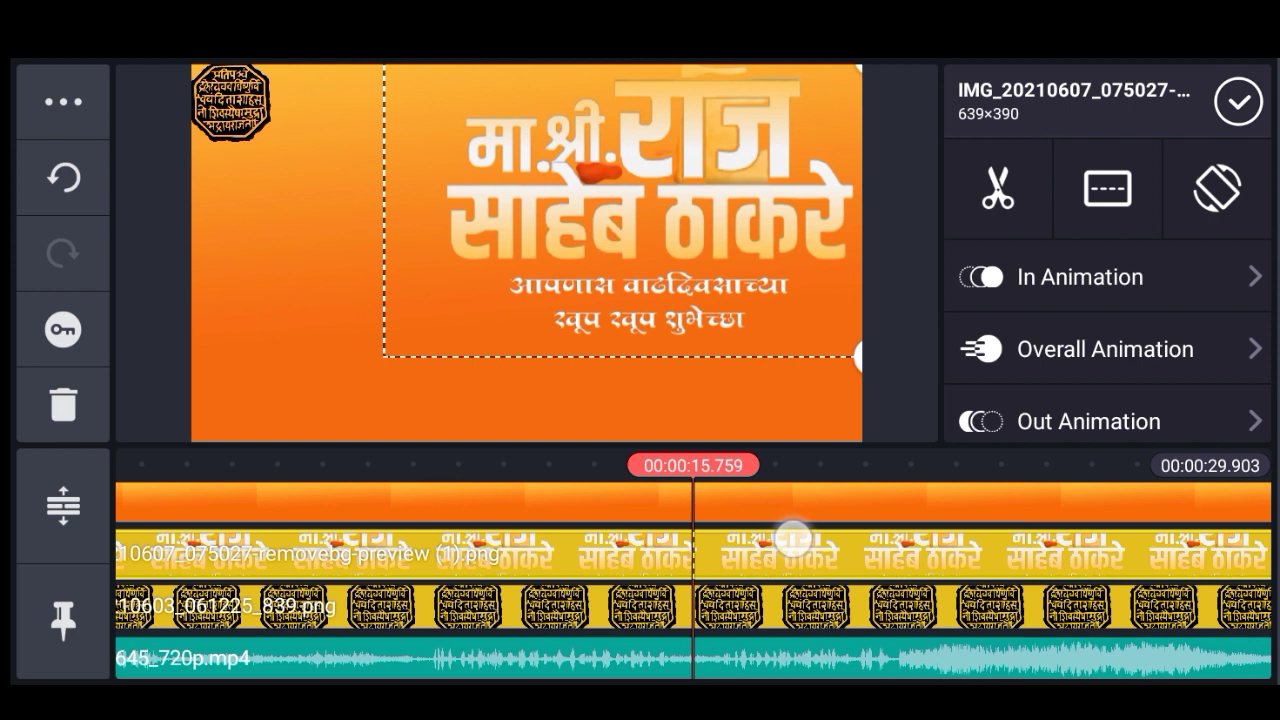 IMG_20210607_075027-...
639×390
मा.श्री.राज
साहेब ठाकरे
आपणास वाढदिवसाच्या
खूप खूप शुभेच्छा
In Animation
Overall Animation
Out Animation
00:00:15.759
00:00:29.903
10607_075027-removebg-preview (1).png
10603_061225_839.png
645_720p.mp4